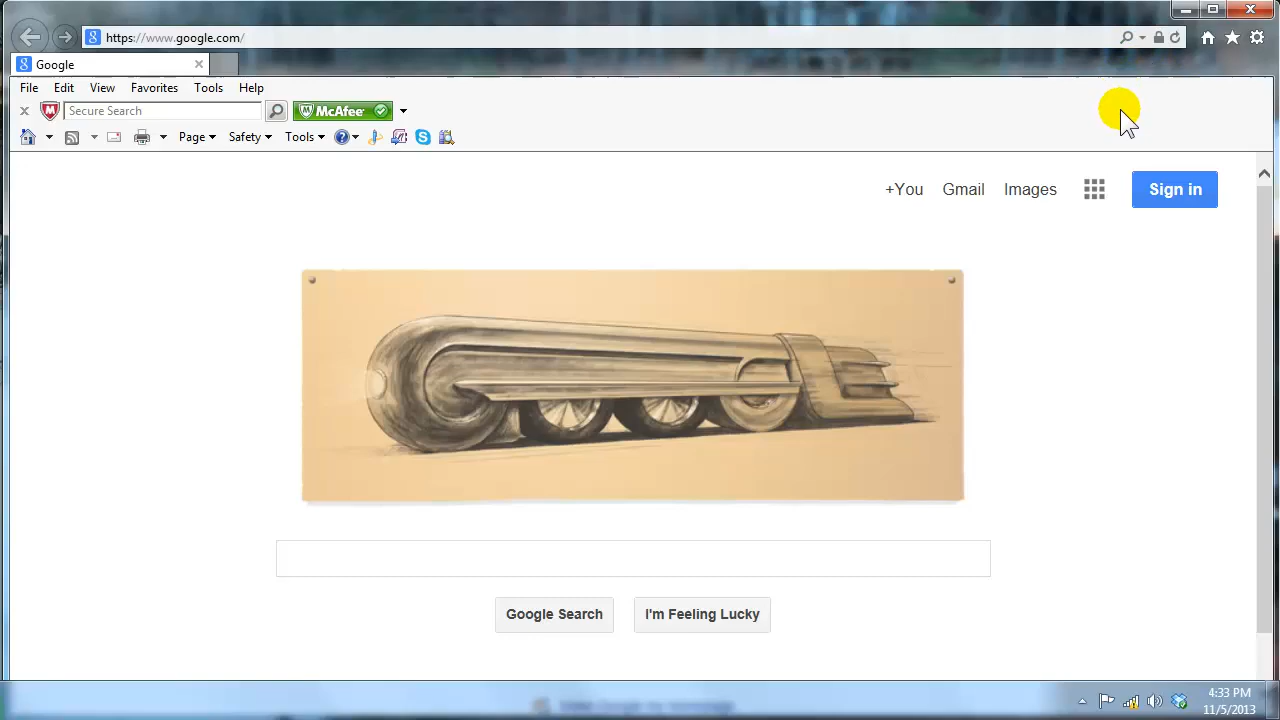 https://www.google.com/
Google
File Edit View Favorites Tools Help
Secure Search McAfee
Page Safety Tools
+You Gmail Images Sign in
Google Search I'm Feeling Lucky
4:33 PM
11/5/2013